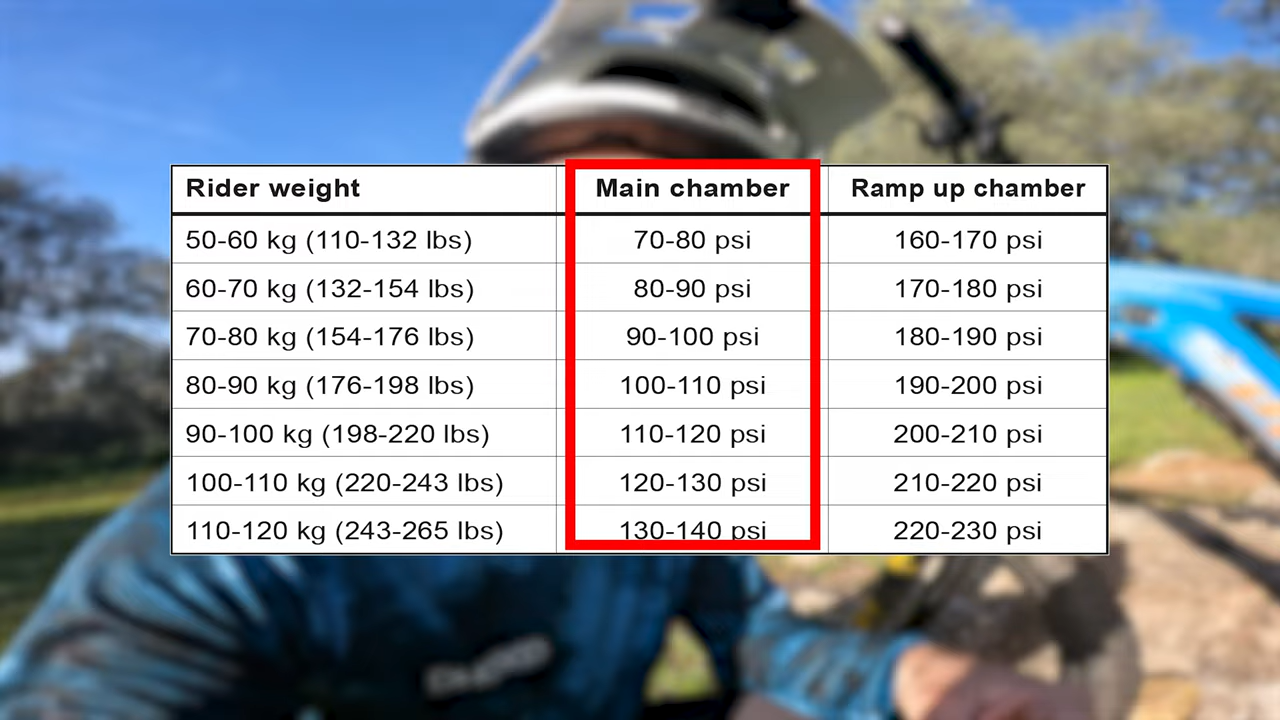 Rider weight Main chamber Ramp up chamber
50-60 kg (110-132 lbs) 70-80 psi 160-170 psi
60-70 kg (132-154 lbs) 80-90 psi 170-180 psi
70-80 kg (154-176 lbs) 90-100 psi 180-190 psi
80-90 kg (176-198 lbs) 100-110 psi 190-200 psi
90-100 kg (198-220 lbs) 110-120 psi 200-210 psi
100-110 kg (220-243 lbs) 120-130 psi 210-220 psi
110-120 kg (243-265 lbs) 130-140 psi 220-230 psi